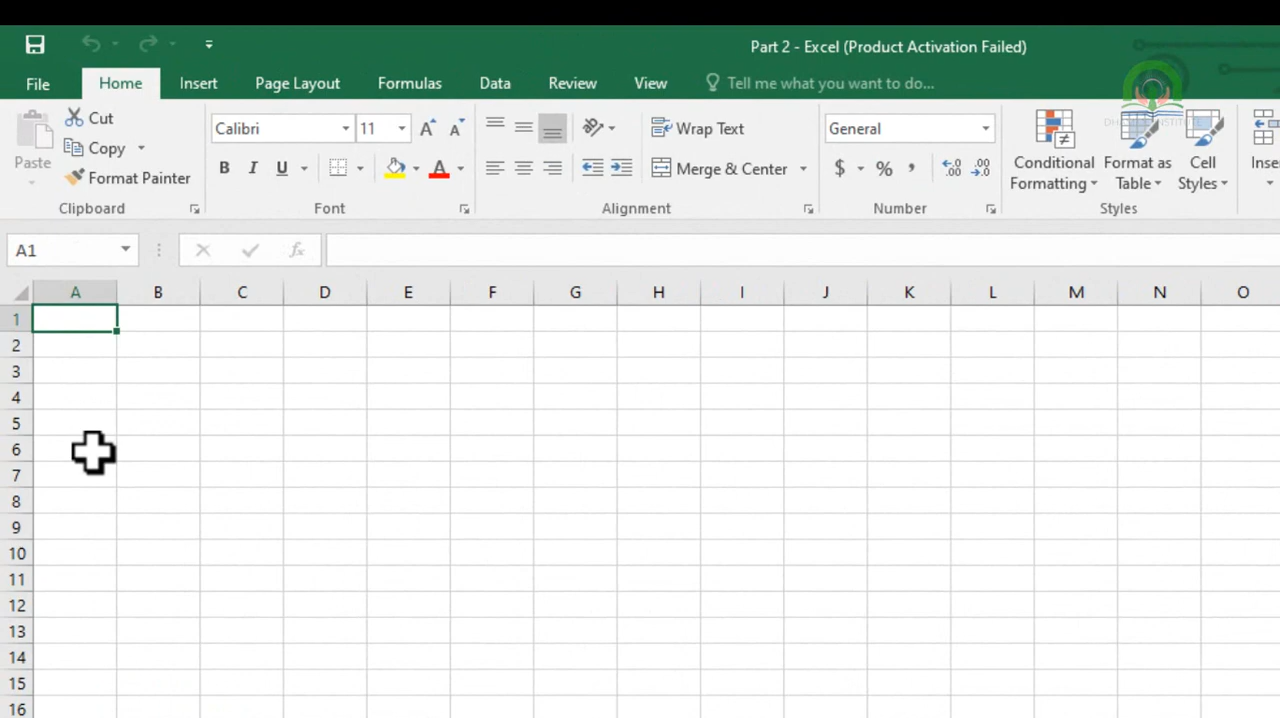 Part 2 - Excel (Product Activation Failed)
File Home Insert Page Layout Formulas Data Review View Tell me what you want to do...
Paste
Cut
Copy
Format Painter
Calibri 11
B I U A
Wrap Text
Merge & Center
General
$ % ,
Conditional Formatting
Format as Table
Cell Styles
Clipboard Font Alignment Number Styles
A1 fx
A B C D E F G H I J K L M N O
1
2
3
4
5
6
7
8
9
10
11
12
13
14
15
16